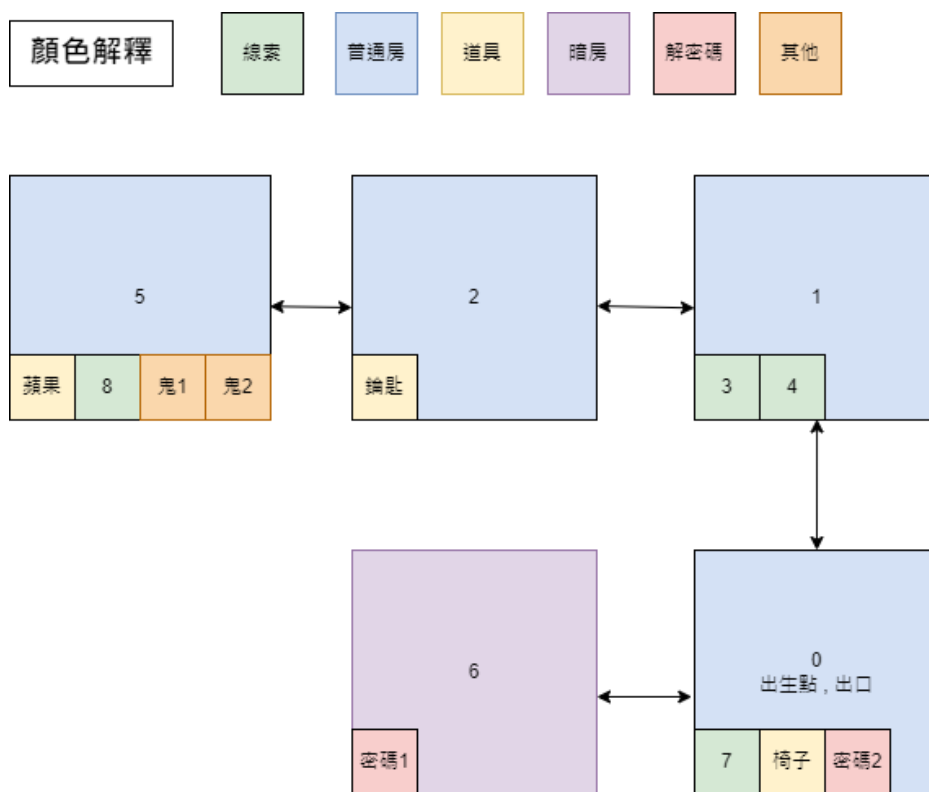 顏色解釋
線索
普通房
道具
暗房
解密碼
其他
5
蘋果
8
鬼1
鬼2
2
鑰匙
1
3
4
6
密碼1
0
出生點，出口
7
椅子
密碼2